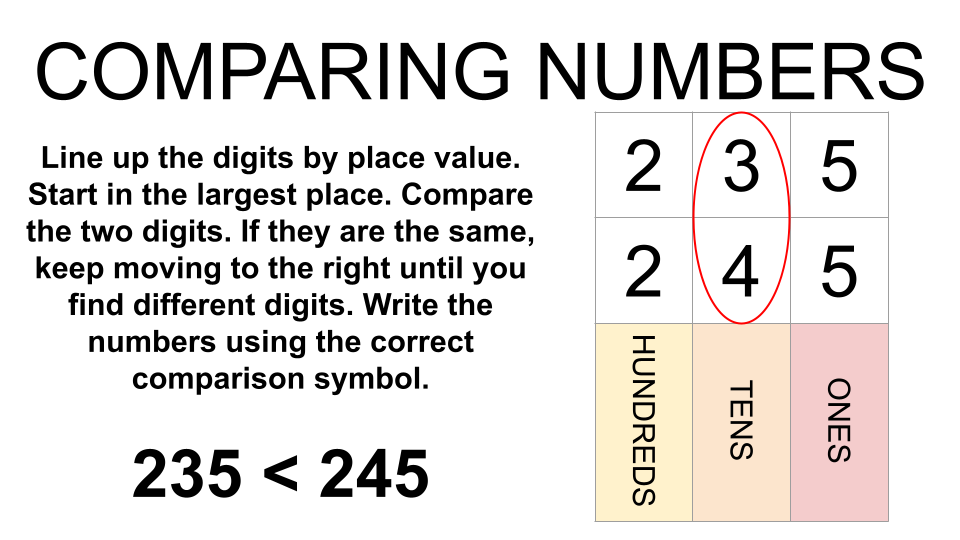 COMPARING NUMBERS
Line up the digits by place value.
Start in the largest place. Compare
the two digits. If they are the same,
keep moving to the right until you
find different digits. Write the
numbers using the correct
comparison symbol.
235 < 245
2 3 5
2 4 5
HUNDREDS
TENS
ONES